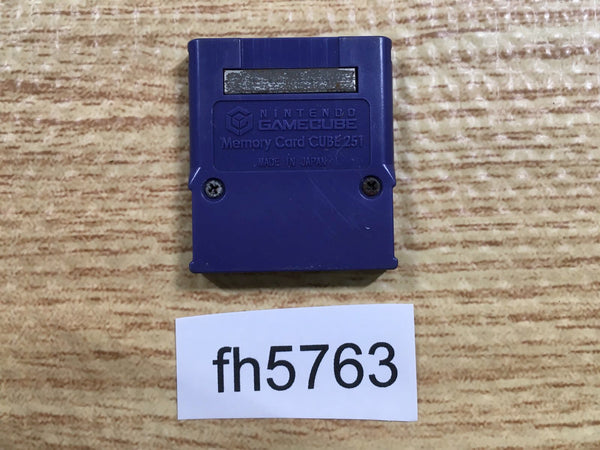 NINTENDO
GAMECUBE
Memory Card CUBE 251
MADE IN JAPAN
fh5763